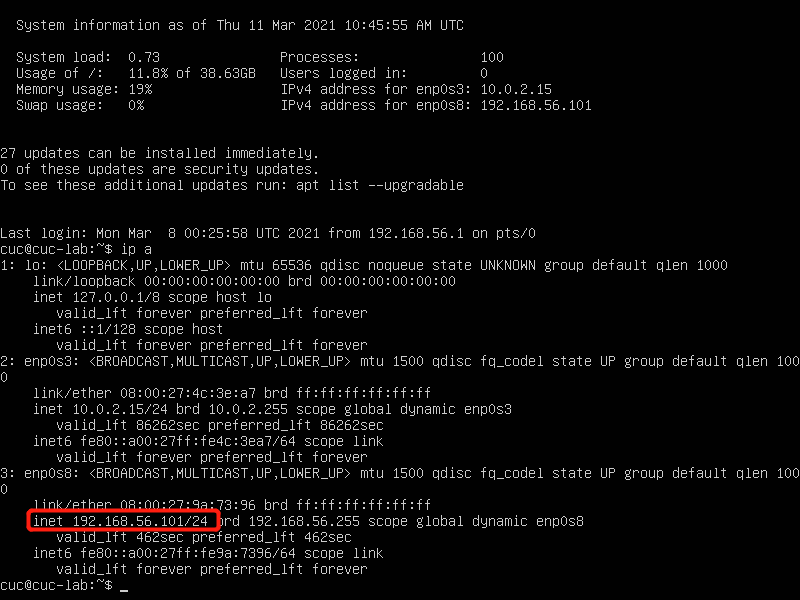 System information as of Thu 11 Mar 2021 10:45:55 AM UTC
System load:  0.73               Processes:               100
Usage of /:   11.8% of 38.63GB   Users logged in:         0
Memory usage: 19%                IPv4 address for enp0s3: 10.0.2.15
Swap usage:   0%                 IPv4 address for enp0s8: 192.168.56.101
27 updates can be installed immediately.
0 of these updates are security updates.
To see these additional updates run: apt list --upgradable
Last login: Mon Mar  8 00:25:58 UTC 2021 from 192.168.56.1 on pts/0
cuc@cuc-lab:~$ ip a
1: lo: <LOOPBACK,UP,LOWER_UP> mtu 65536 qdisc noqueue state UNKNOWN group default qlen 1000
    link/loopback 00:00:00:00:00:00 brd 00:00:00:00:00:00
    inet 127.0.0.1/8 scope host lo
       valid_lft forever preferred_lft forever
    inet6 ::1/128 scope host
       valid_lft forever preferred_lft forever
2: enp0s3: <BROADCAST,MULTICAST,UP,LOWER_UP> mtu 1500 qdisc fq_codel state UP group default qlen 100
0
    link/ether 08:00:27:4c:3e:a7 brd ff:ff:ff:ff:ff:ff
    inet 10.0.2.15/24 brd 10.0.2.255 scope global dynamic enp0s3
       valid_lft 86262sec preferred_lft 86262sec
    inet6 fe80::a00:27ff:fe4c:3ea7/64 scope link
       valid_lft forever preferred_lft forever
3: enp0s8: <BROADCAST,MULTICAST,UP,LOWER_UP> mtu 1500 qdisc fq_codel state UP group default qlen 100
0
    link/ether 08:00:27:9a:73:96 brd ff:ff:ff:ff:ff:ff
    inet 192.168.56.101/24 brd 192.168.56.255 scope global dynamic enp0s8
       valid_lft 462sec preferred_lft 462sec
    inet6 fe80::a00:27ff:fe9a:7396/64 scope link
       valid_lft forever preferred_lft forever
cuc@cuc-lab:~$ _